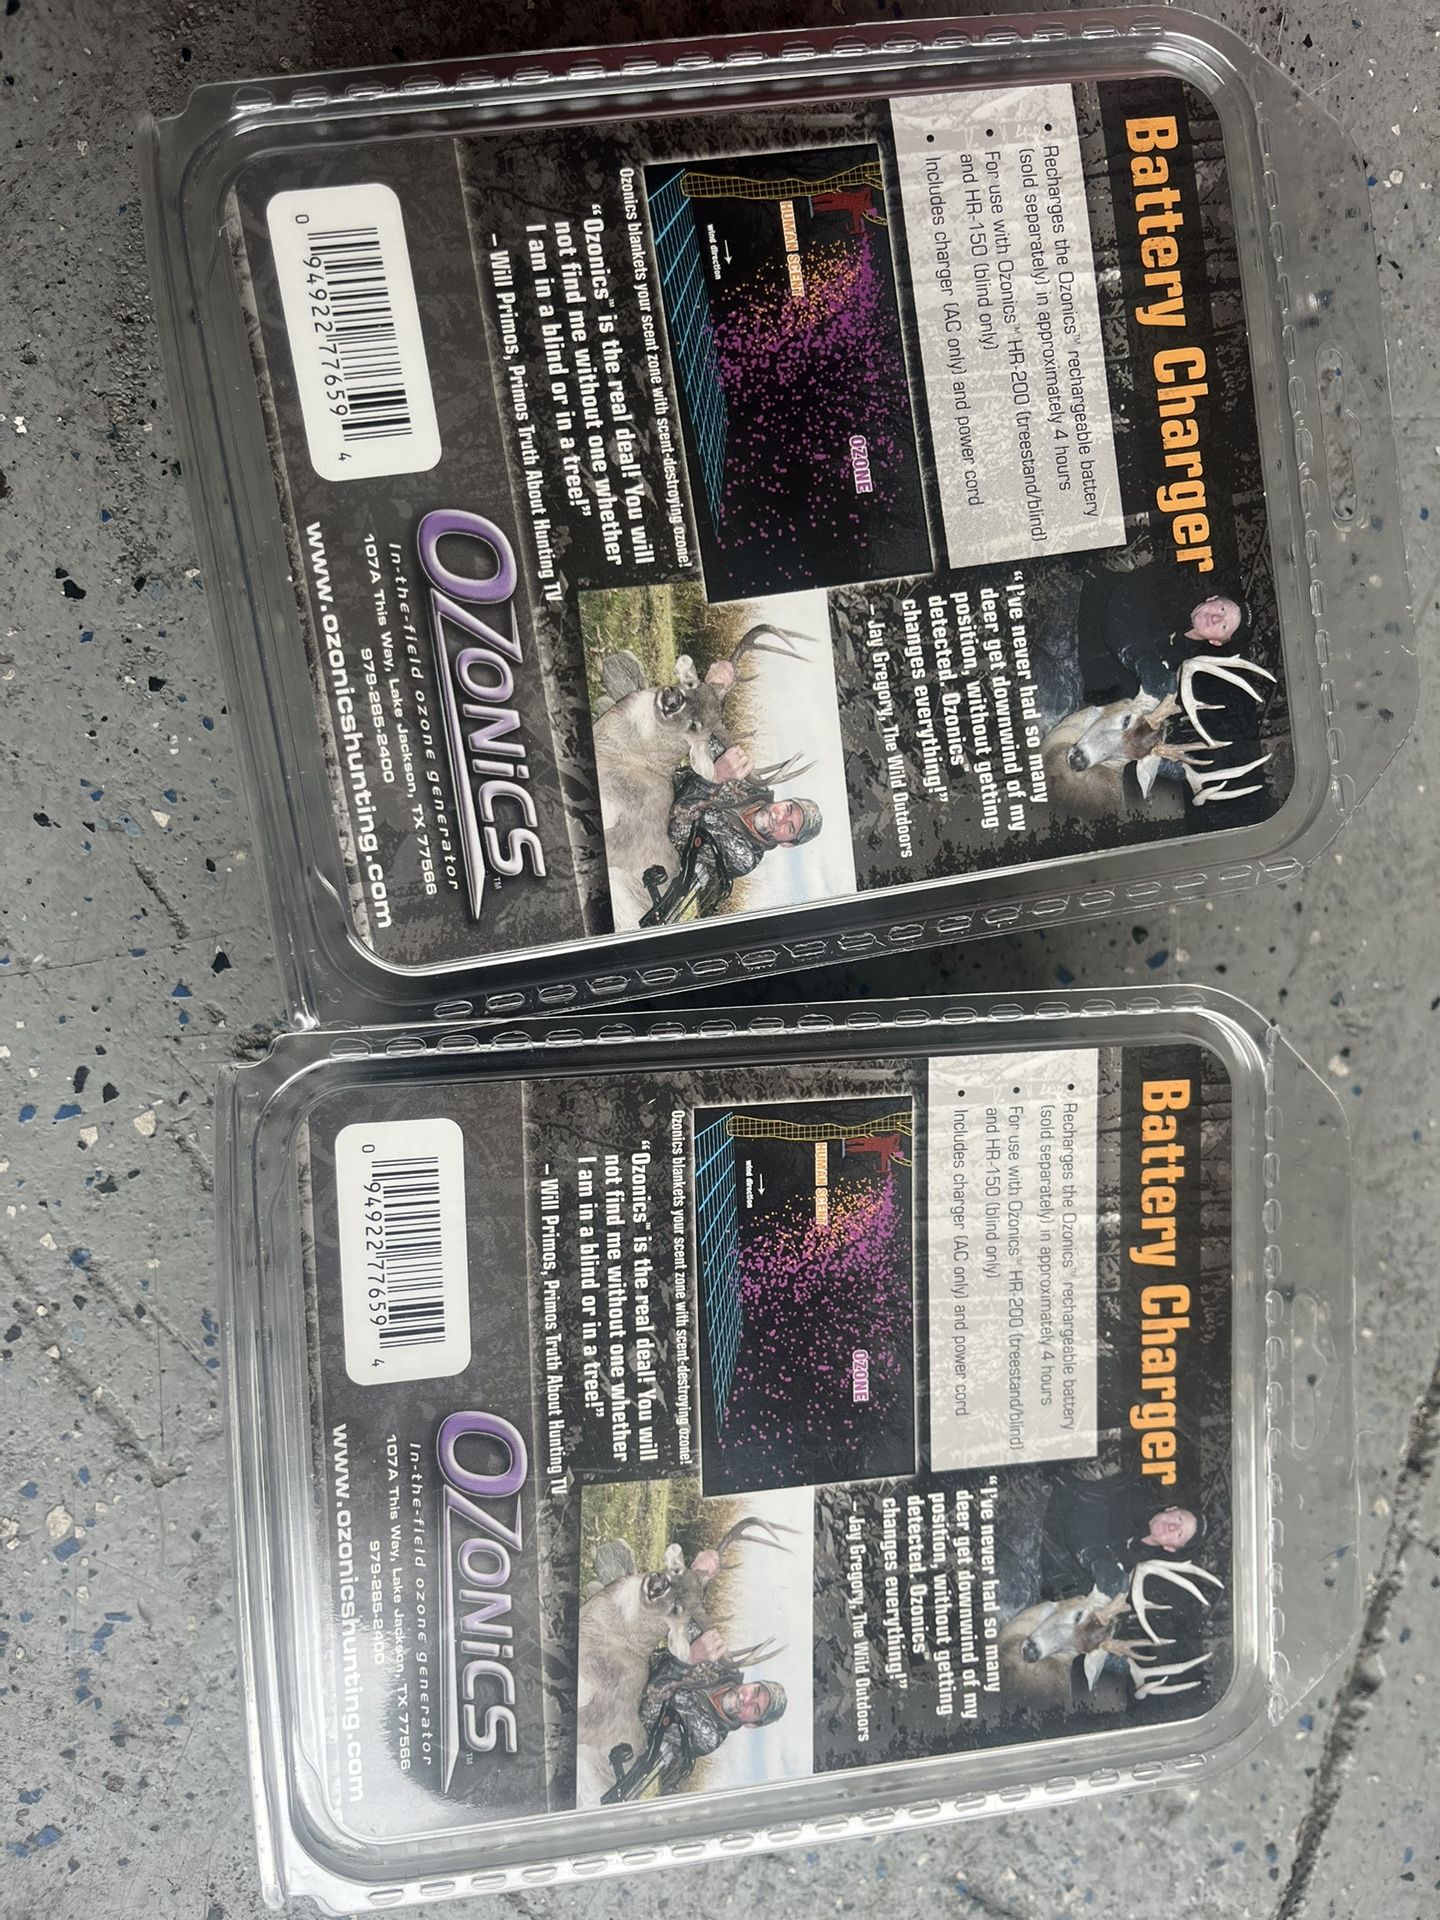 Battery Charger
• Recharges the Ozonics™ rechargeable battery
(sold separately) in approximately 4 hours
• For use with Ozonics™ HR-200 (treestand/blind)
and HR-150 (blind only)
• Includes charger (AC only) and power cord
"I've never had so many
deer get downwind of my
position, without getting
detected. Ozonics™
changes everything!"
– Jay Gregory, The Wild Outdoors
HUMAN SCENT
OZONE
wind direction
Ozonics blankets your scent zone with scent-destroying ozone!
"Ozonics™ is the real deal! You will
not find me without one whether
I am in a blind or in a tree!"
– Will Primos, Primos Truth About Hunting TV
OZONiCS™
in-the-field ozone generator
107A This Way, Lake Jackson, TX 77566
979-285-2400
www.ozonicshunting.com
0 94922 77659 4
Battery Charger
• Recharges the Ozonics™ rechargeable battery
(sold separately) in approximately 4 hours
• For use with Ozonics™ HR-200 (treestand/blind)
and HR-150 (blind only)
• Includes charger (AC only) and power cord
"I've never had so many
deer get downwind of my
position, without getting
detected. Ozonics™
changes everything!"
– Jay Gregory, The Wild Outdoors
HUMAN SCENT
OZONE
wind direction
Ozonics blankets your scent zone with scent-destroying ozone!
"Ozonics™ is the real deal! You will
not find me without one whether
I am in a blind or in a tree!"
– Will Primos, Primos Truth About Hunting TV
OZONiCS™
in-the-field ozone generator
107A This Way, Lake Jackson, TX 77566
979-285-2400
www.ozonicshunting.com
0 94922 77659 4